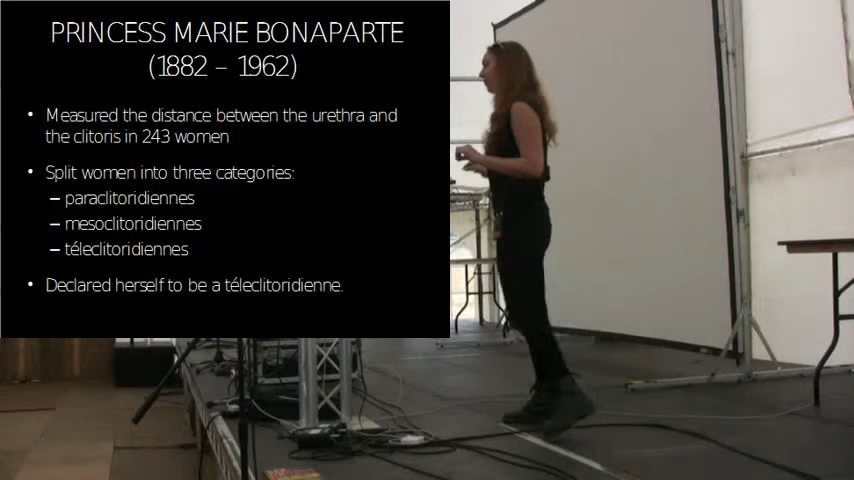 PRINCESS MARIE BONAPARTE
(1882 – 1962)
• Measured the distance between the urethra and
the clitoris in 243 women
• Split women into three categories:
– paraclitoridiennes
– mesoclitoridiennes
– téleclitoridiennes
• Declared herself to be a téleclitoridienne.